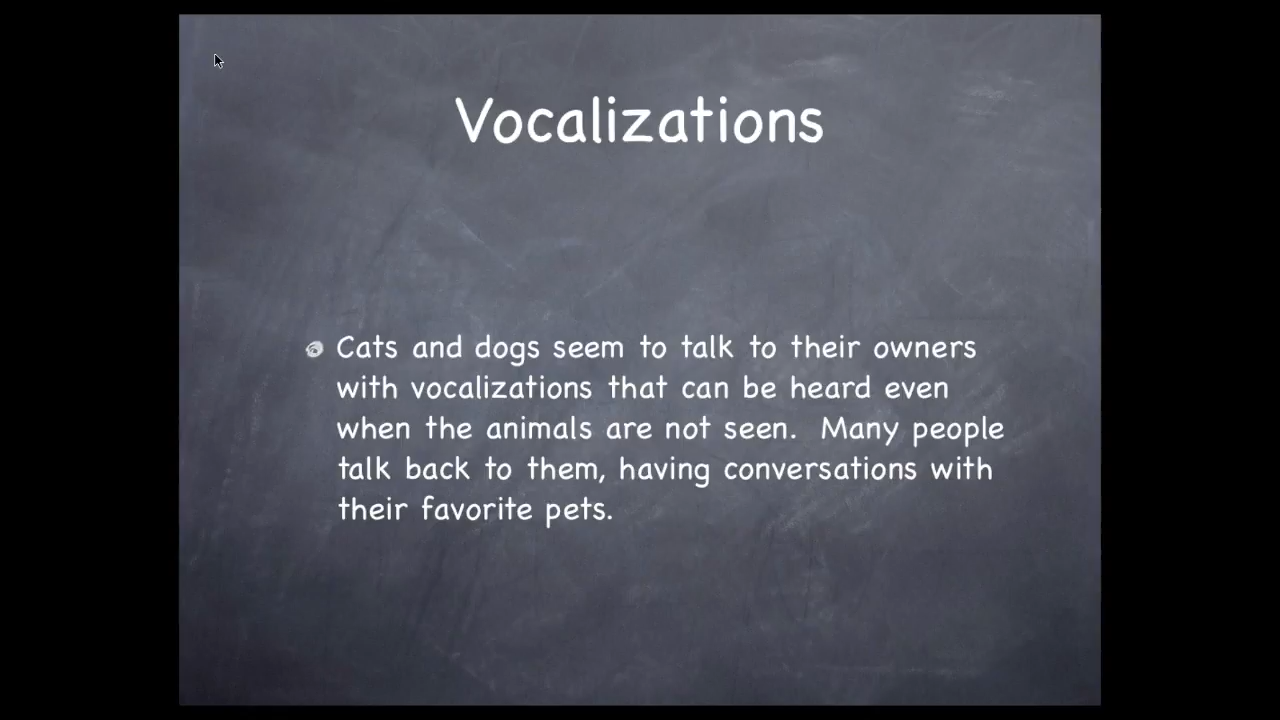 Vocalizations
Cats and dogs seem to talk to their owners
with vocalizations that can be heard even
when the animals are not seen.  Many people
talk back to them, having conversations with
their favorite pets.